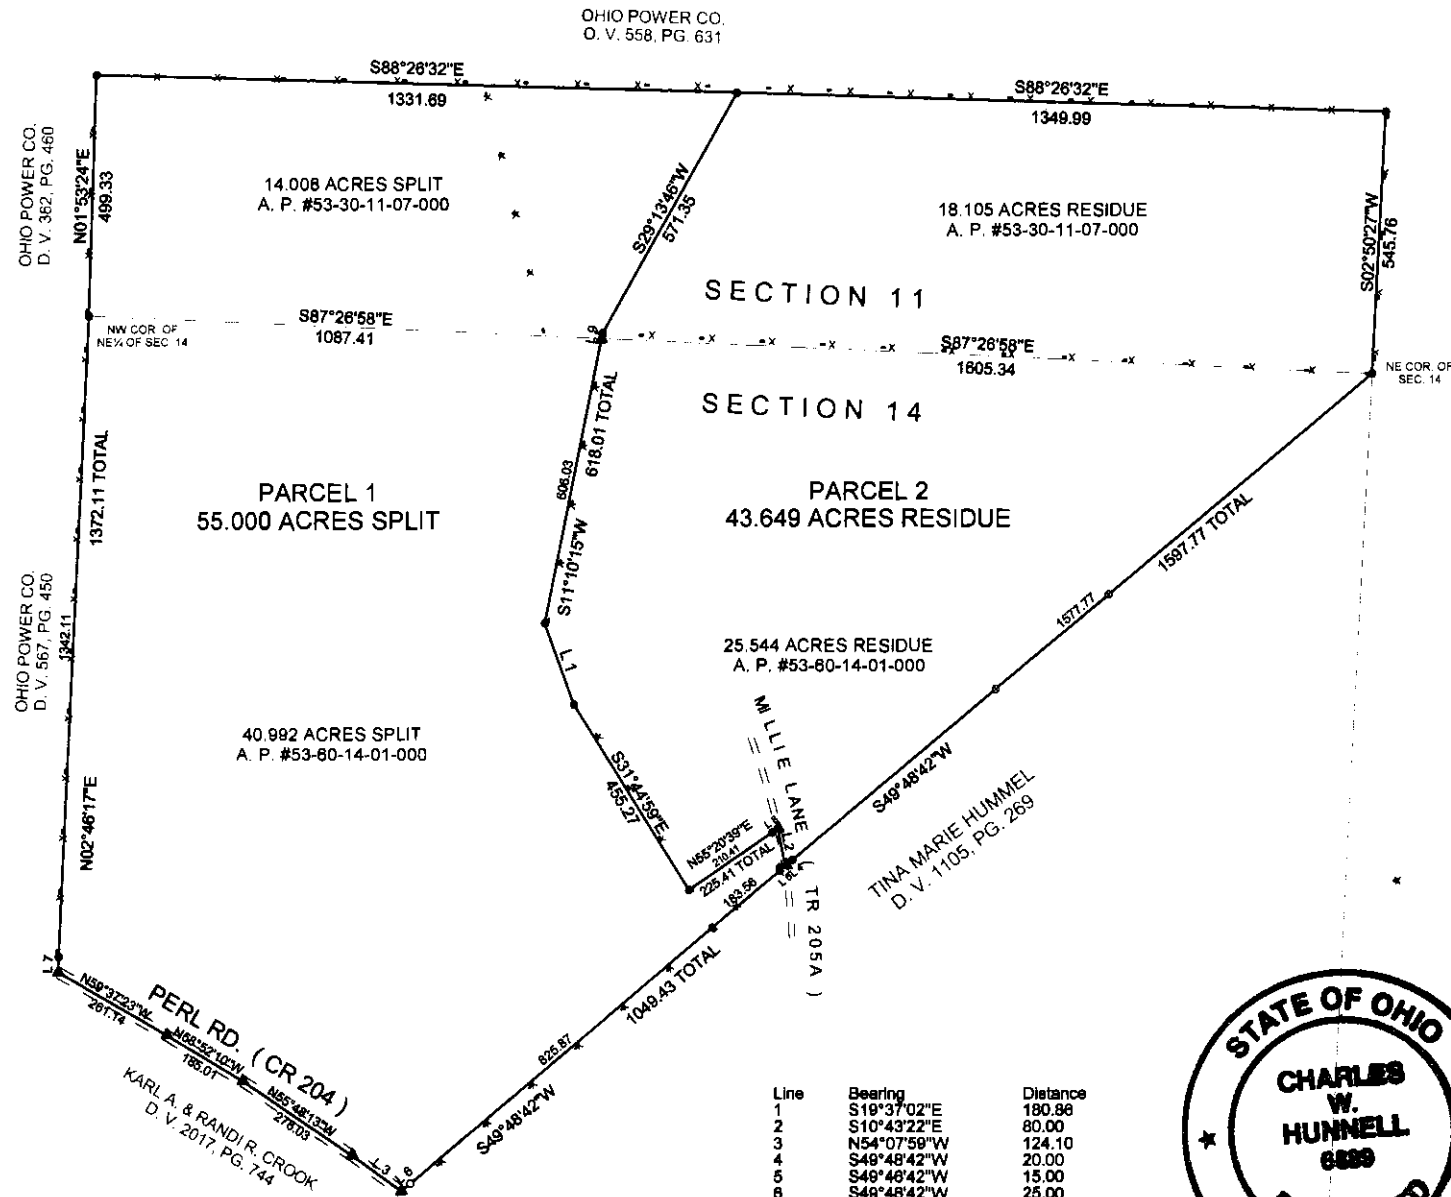 OHIO POWER CO.
O. V. 558, PG. 631
S88°26'32"E
1331.69
S88°26'32"E
1349.99
OHIO POWER CO.
D. V. 362, PG. 460
N01°53'24"E
499.33
14.008 ACRES SPLIT
A. P. #53-30-11-07-000
S29°13'46"W
571.35
18.105 ACRES RESIDUE
A. P. #53-30-11-07-000
S02°50'27"W
545.76
SECTION 11
NW COR. OF
NE¼ OF SEC. 14
S87°26'58"E
1087.41
S87°26'58"E
1605.34
NE COR. OF
SEC. 14
SECTION 14
1372.11 TOTAL
618.01 TOTAL
606.03
S11°10'15"W
PARCEL 1
55.000 ACRES SPLIT
PARCEL 2
43.649 ACRES RESIDUE
1597.77 TOTAL
1577.77
OHIO POWER CO.
D. V. 567, PG. 450
1342.11
L 1
25.544 ACRES RESIDUE
A. P. #53-60-14-01-000
40.992 ACRES SPLIT
A. P. #53-60-14-01-000
MILLIE LANE ( TR 205A )
S31°44'59"E
455.27
S49°48'42"W
N02°46'17"E
TINA MARIE HUMMEL
D. V. 1105, PG. 269
N55°20'39"E
210.41
225.41 TOTAL
L 2
183.56
L 7
N59°37'23"W
261.14
PERL RD. ( CR 204 )
185.01
N55°48'13"W
276.03
L 3
1049.43 TOTAL
825.87
S49°48'42"W
KARL A. & RANDI R. CROOK
D. V. 2017, PG. 744
Line Bearing Distance
1 S19°37'02"E 180.86
2 S10°43'22"E 80.00
3 N54°07'59"W 124.10
4 S49°48'42"W 20.00
5 S49°46'42"W 15.00
6 S49°48'42"W 25.00
STATE OF OHIO
CHARLES
W.
HUNNELL
6889